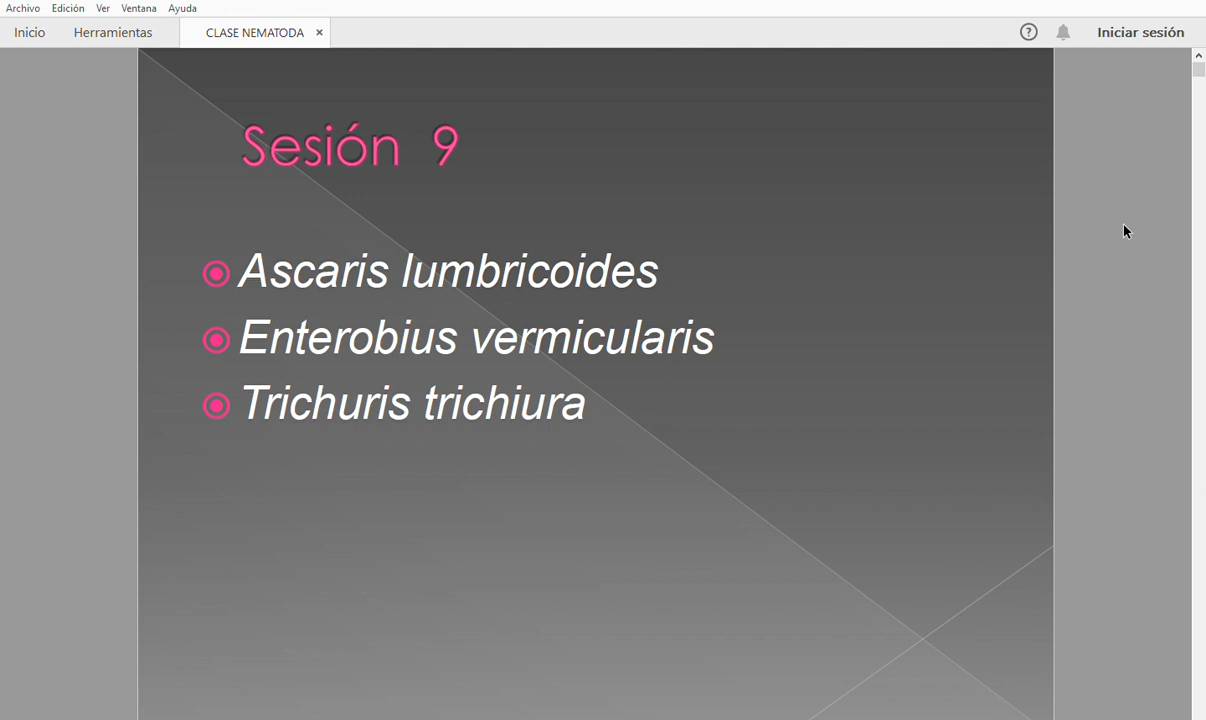 Archivo Edición Ver Ventana Ayuda
Inicio Herramientas CLASE NEMATODA × ? Iniciar sesión
Sesión 9
Ascaris lumbricoides
Enterobius vermicularis
Trichuris trichiura